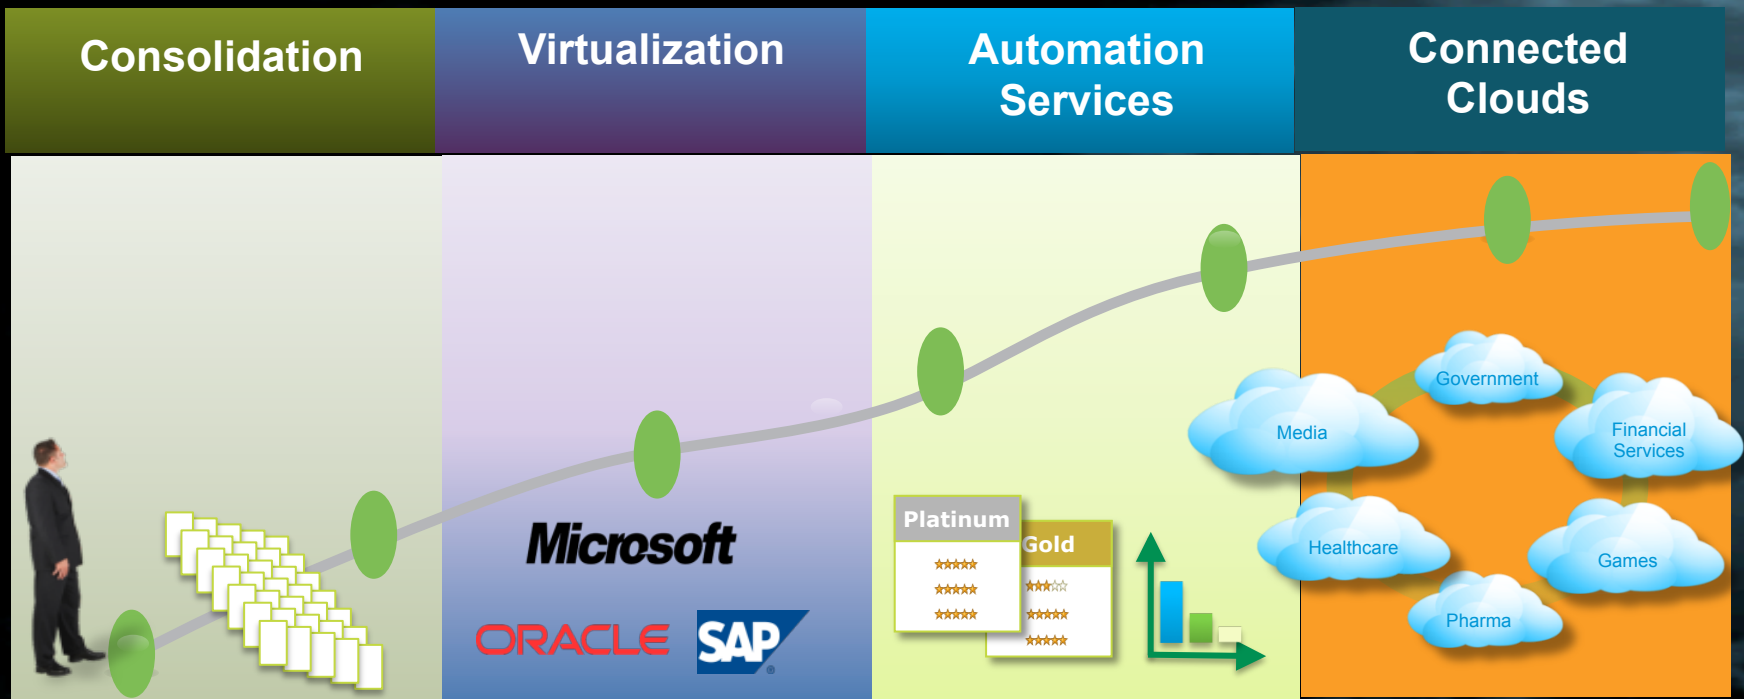 Consolidation
Virtualization
Automation
Services
Connected
Clouds
Microsoft
ORACLE
SAP
®
Platinum
Gold
Government
Media
Financial
Services
Healthcare
Games
Pharma